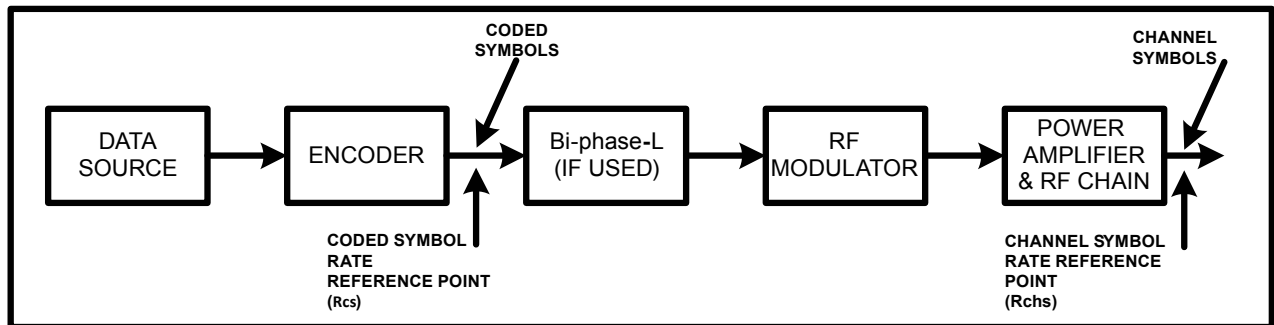 CODED
SYMBOLS
CHANNEL
SYMBOLS
DATA
SOURCE
ENCODER
Bi-phase-L
(IF USED)
RF
MODULATOR
POWER
AMPLIFIER
& RF CHAIN
CODED SYMBOL
RATE
REFERENCE POINT
(Rcs)
CHANNEL SYMBOL
RATE REFERENCE
POINT
(Rchs)